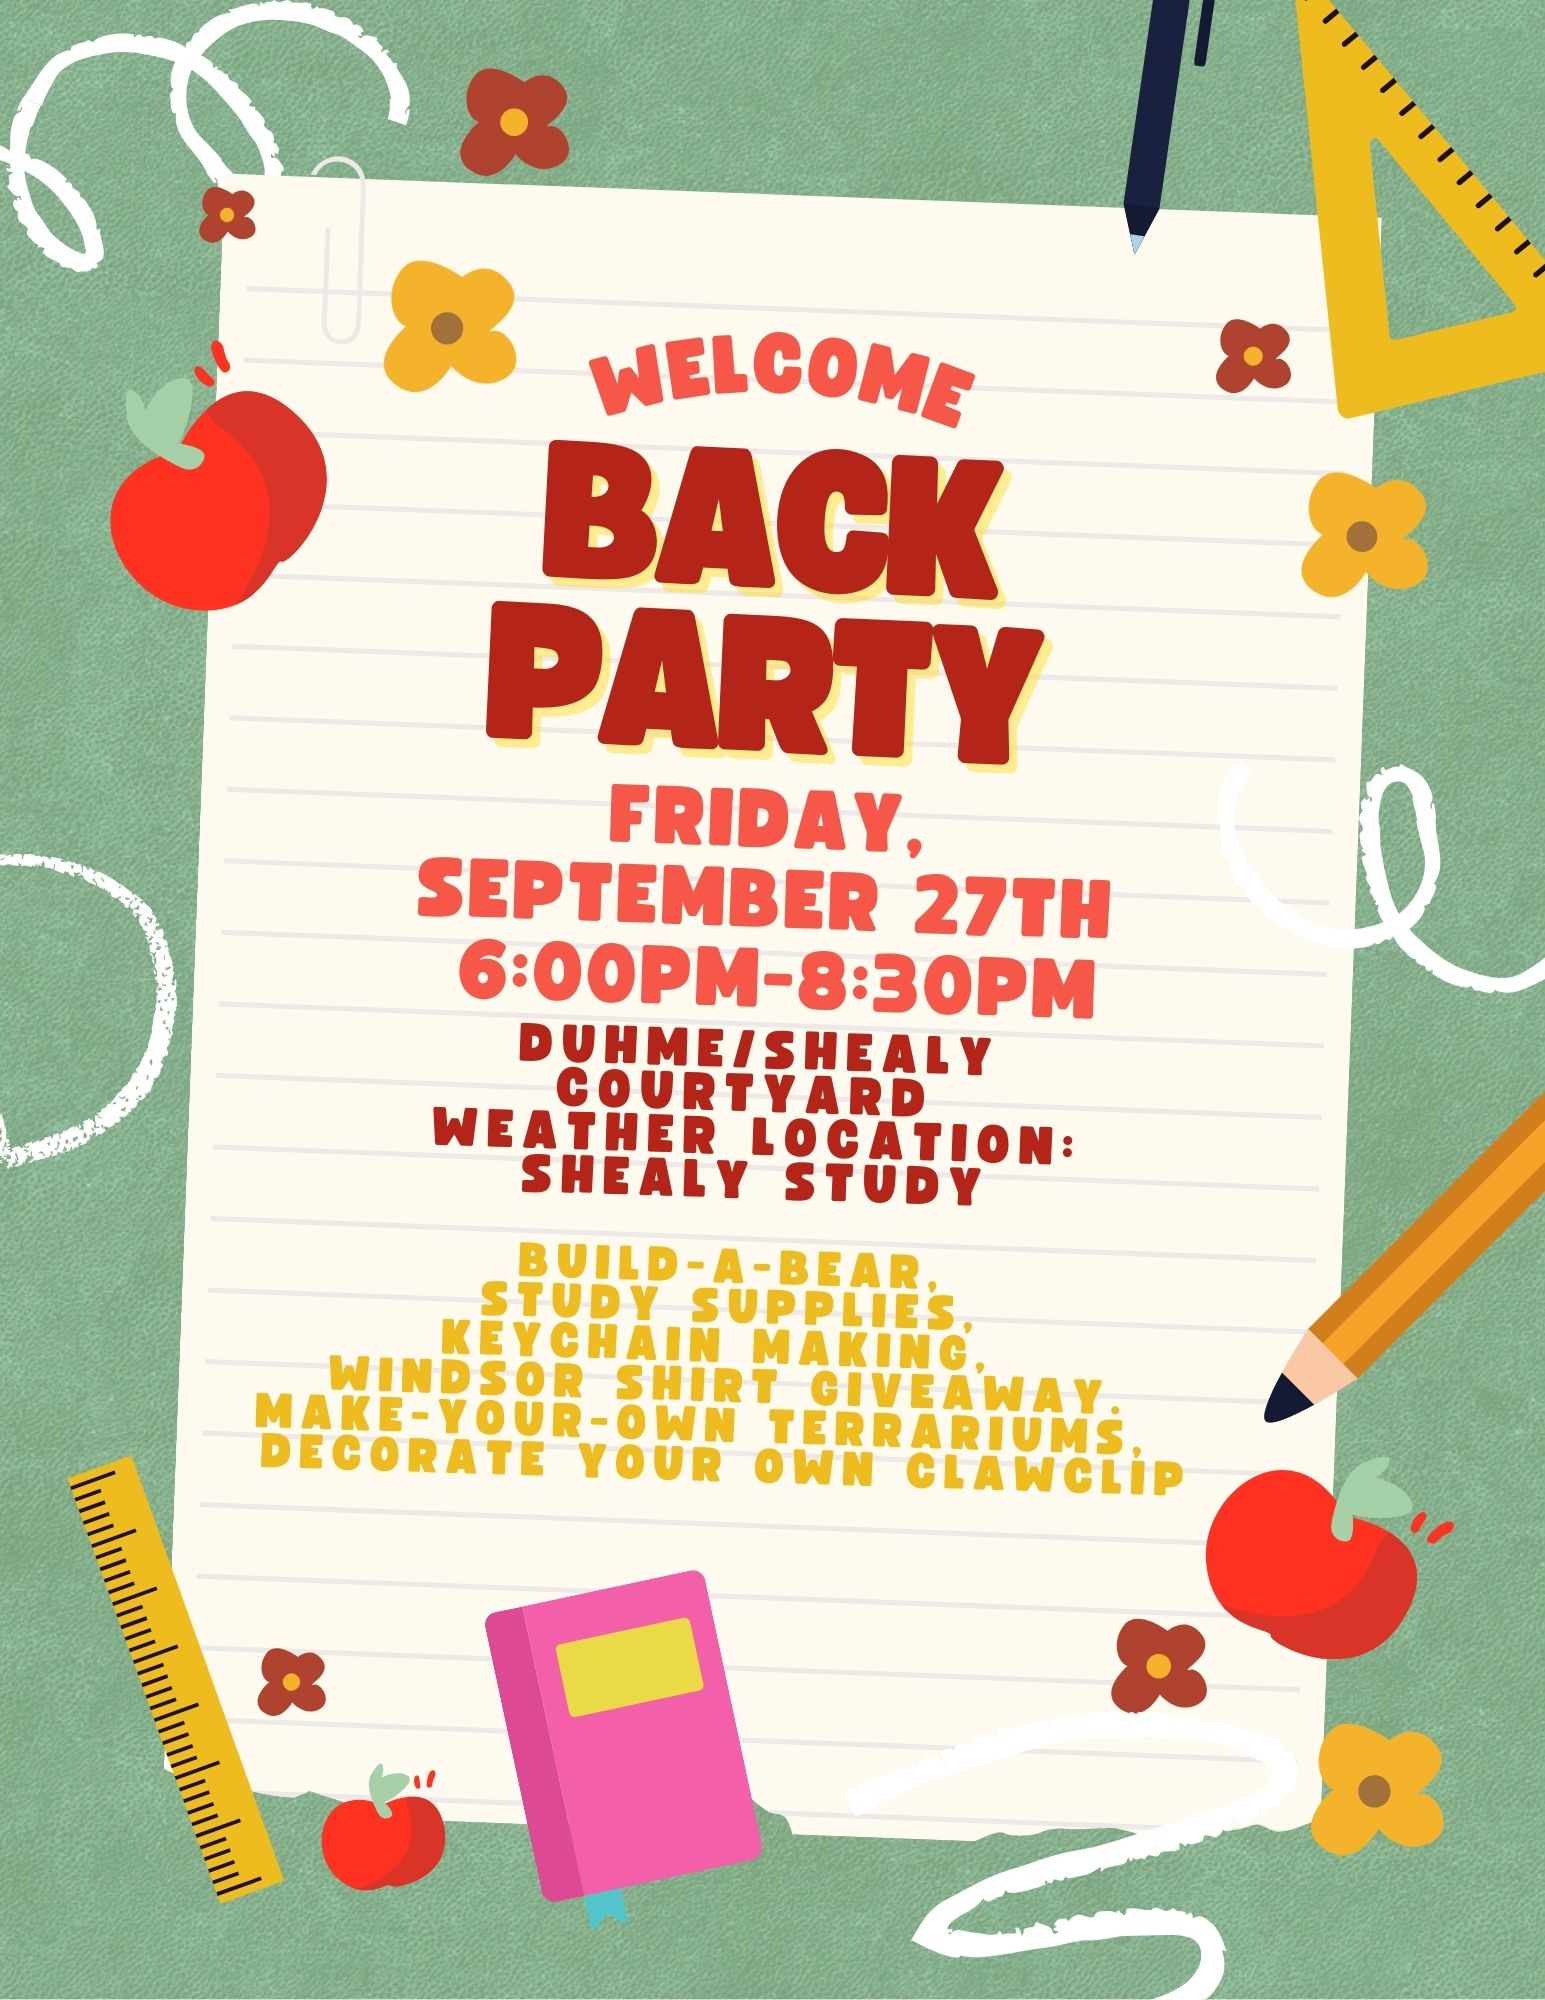 WELCOME
BACK
PARTY
FRIDAY,
SEPTEMBER 27TH
6:00PM-8:30PM
DUHME/SHEALY
COURTYARD
WEATHER LOCATION:
SHEALY STUDY
BUILD-A-BEAR,
STUDY SUPPLIES,
KEYCHAIN MAKING,
WINDSOR SHIRT GIVEAWAY.
MAKE-YOUR-OWN TERRARIUMS,
DECORATE YOUR OWN CLAWCLIP